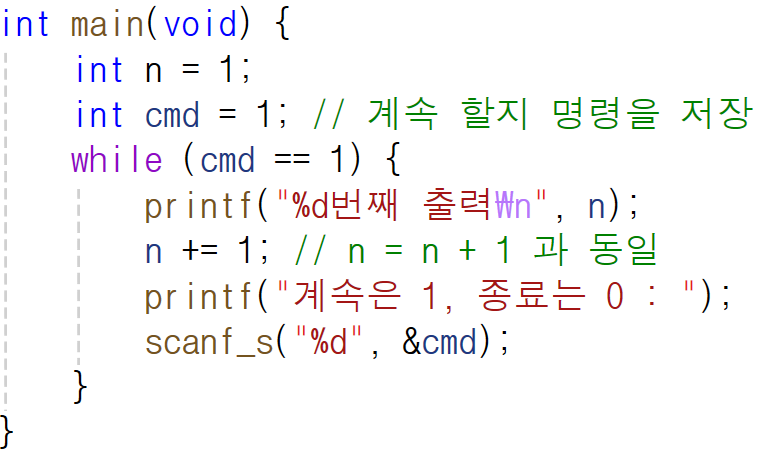 int main(void) {
    int n = 1;
    int cmd = 1; // 계속 할지 명령을 저장
    while (cmd == 1) {
        printf("%d번째 출력₩n", n);
        n += 1; // n = n + 1 과 동일
        printf("계속은 1, 종료는 0 : ");
        scanf_s("%d", &cmd);
    }
}